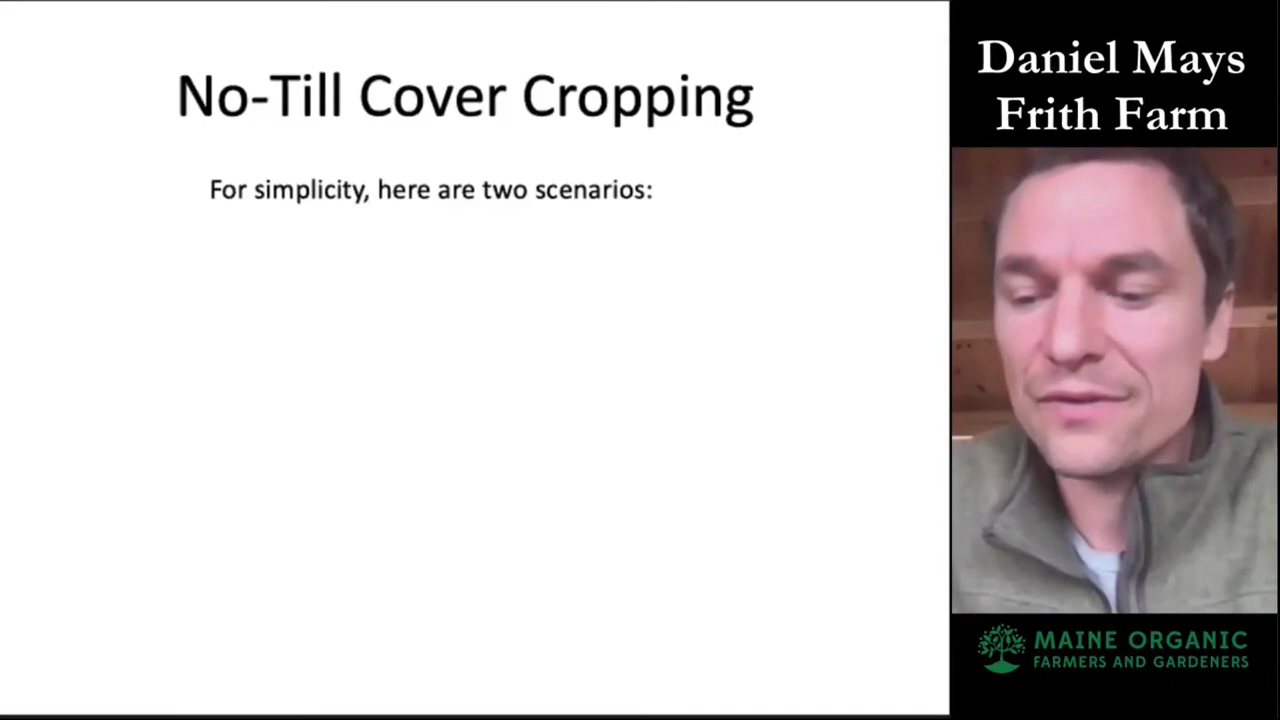 No-Till Cover Cropping
For simplicity, here are two scenarios:
Daniel Mays
Frith Farm
MAINE ORGANIC
FARMERS AND GARDENERS